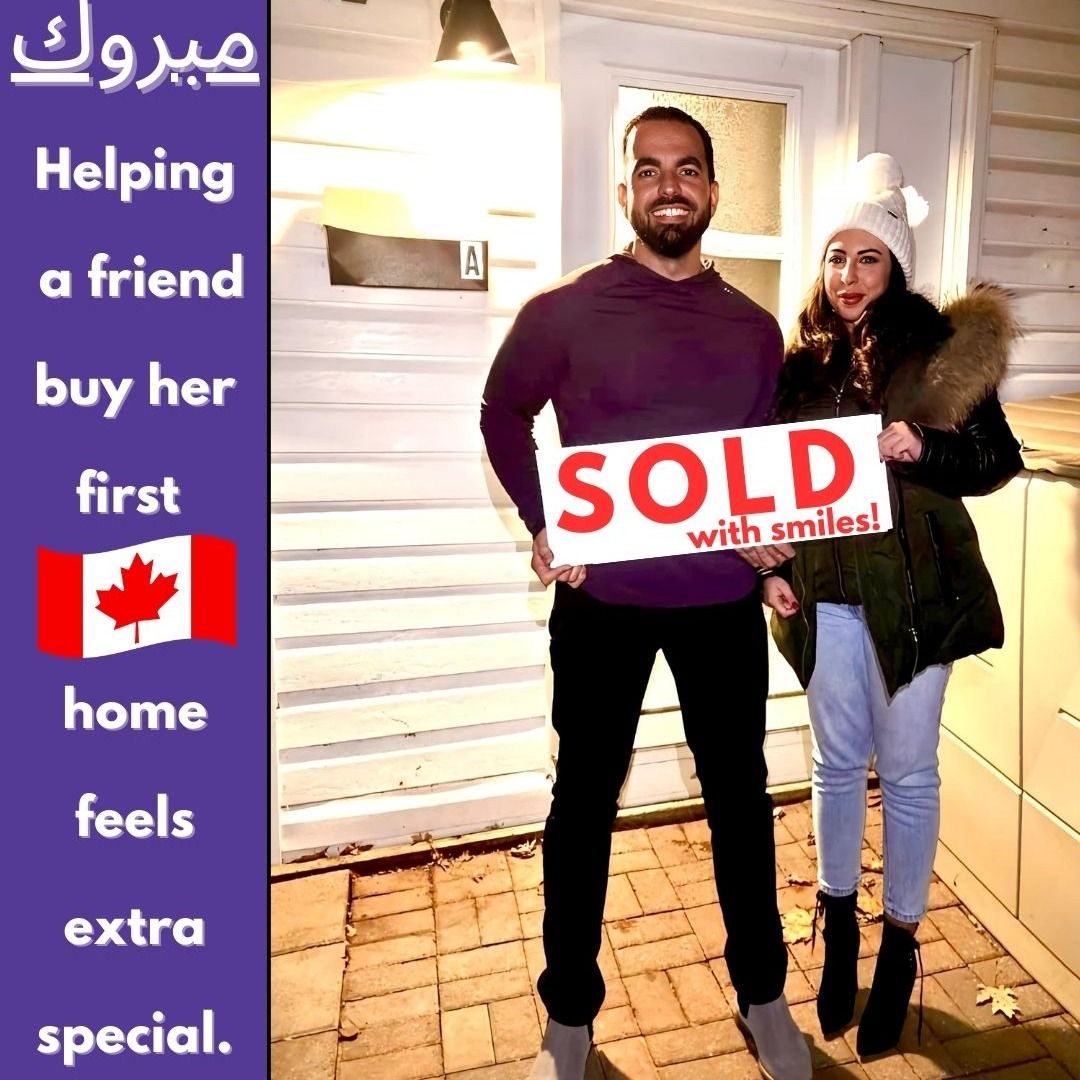 مبروك
Helping
a friend
buy her
first
home
feels
extra
special.
A
SOLD
with smiles!